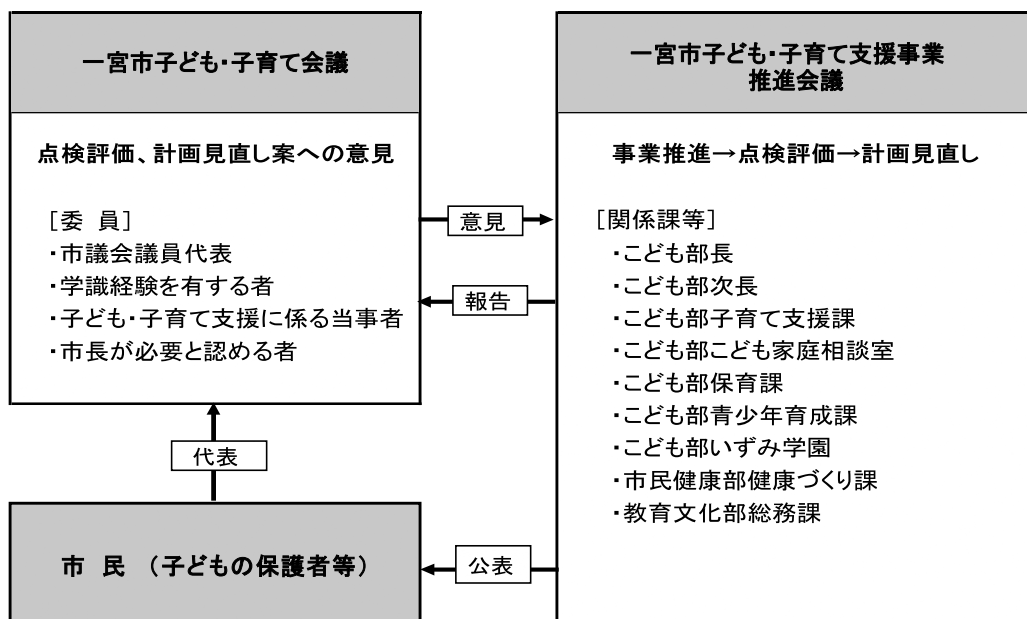 一宮市子ども・子育て会議
点検評価、計画見直し案への意見
［委　員］
・市議会議員代表
・学識経験を有する者
・子ども・子育て支援に係る当事者
・市長が必要と認める者
意見
報告
一宮市子ども・子育て支援事業
推進会議
事業推進→点検評価→計画見直し
［関係課等］
・こども部長
・こども部次長
・こども部子育て支援課
・こども部こども家庭相談室
・こども部保育課
・こども部青少年育成課
・こども部いずみ学園
・市民健康部健康づくり課
・教育文化部総務課
代表
市　民　（子どもの保護者等）
公表